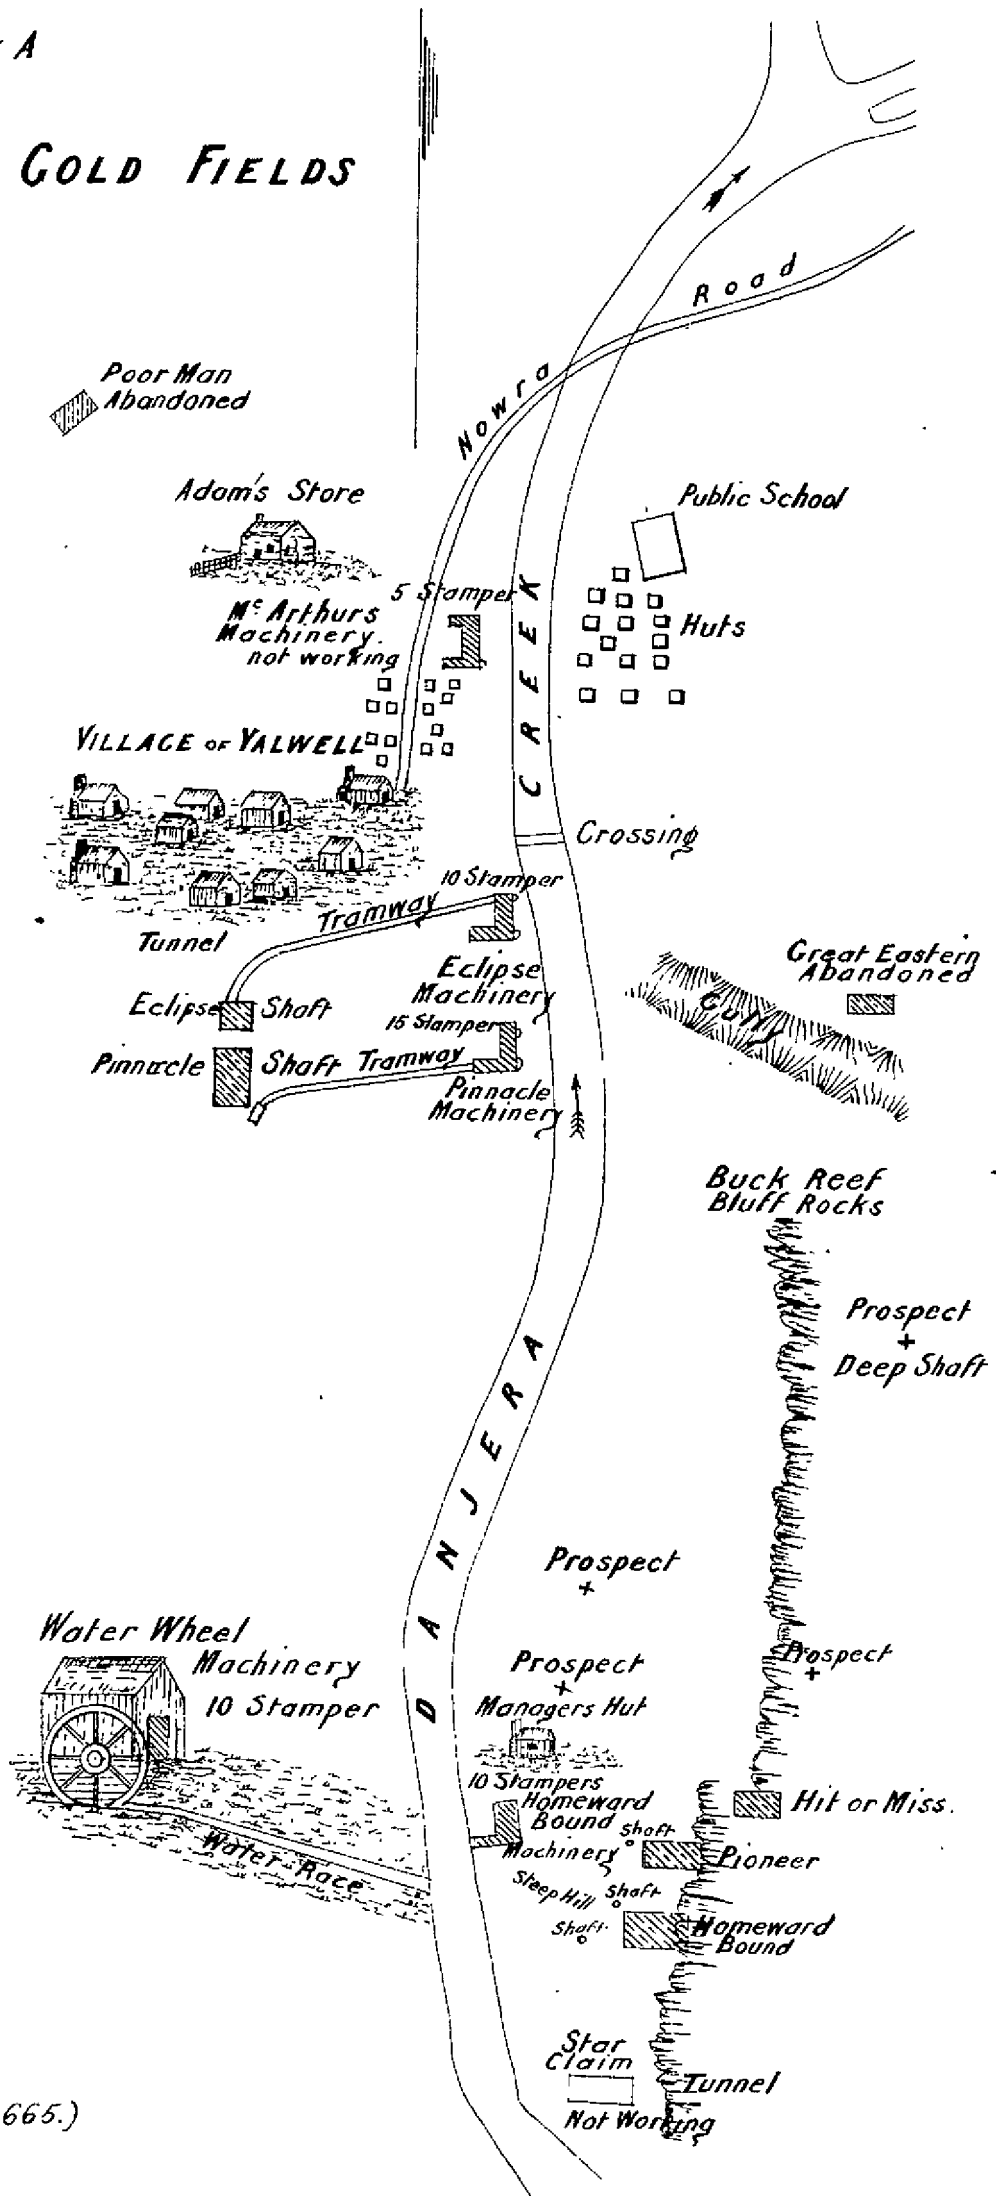 A
GOLD FIELDS
Nowra Road
Poor Man
Abandoned
Adam's Store
Public School
5 Stamper
Mc Arthurs
Machinery.
not working
Huts
CREEK
VILLAGE OF YALWELL
Crossing
10 Stamper
Tramway
Tunnel
Eclipse
Machinery
Great Eastern
Abandoned
Gully
Eclipse Shaft
15 Stamper
Pinnacle Shaft Tramway
Pinnacle
Machinery
Buck Reef
Bluff Rocks
Prospect
Deep Shaft
DANJERA
Prospect
Water Wheel
Machinery
10 Stamper
Prospect
Prospect
Managers Hut
10 Stampers
Homeward
Bound
Machinery
Shaft
Hit or Miss.
Pioneer
Water Race
Steep Hill
Shaft
Shaft
Homeward
Bound
Star
Claim
Tunnel
Not Working
665.)